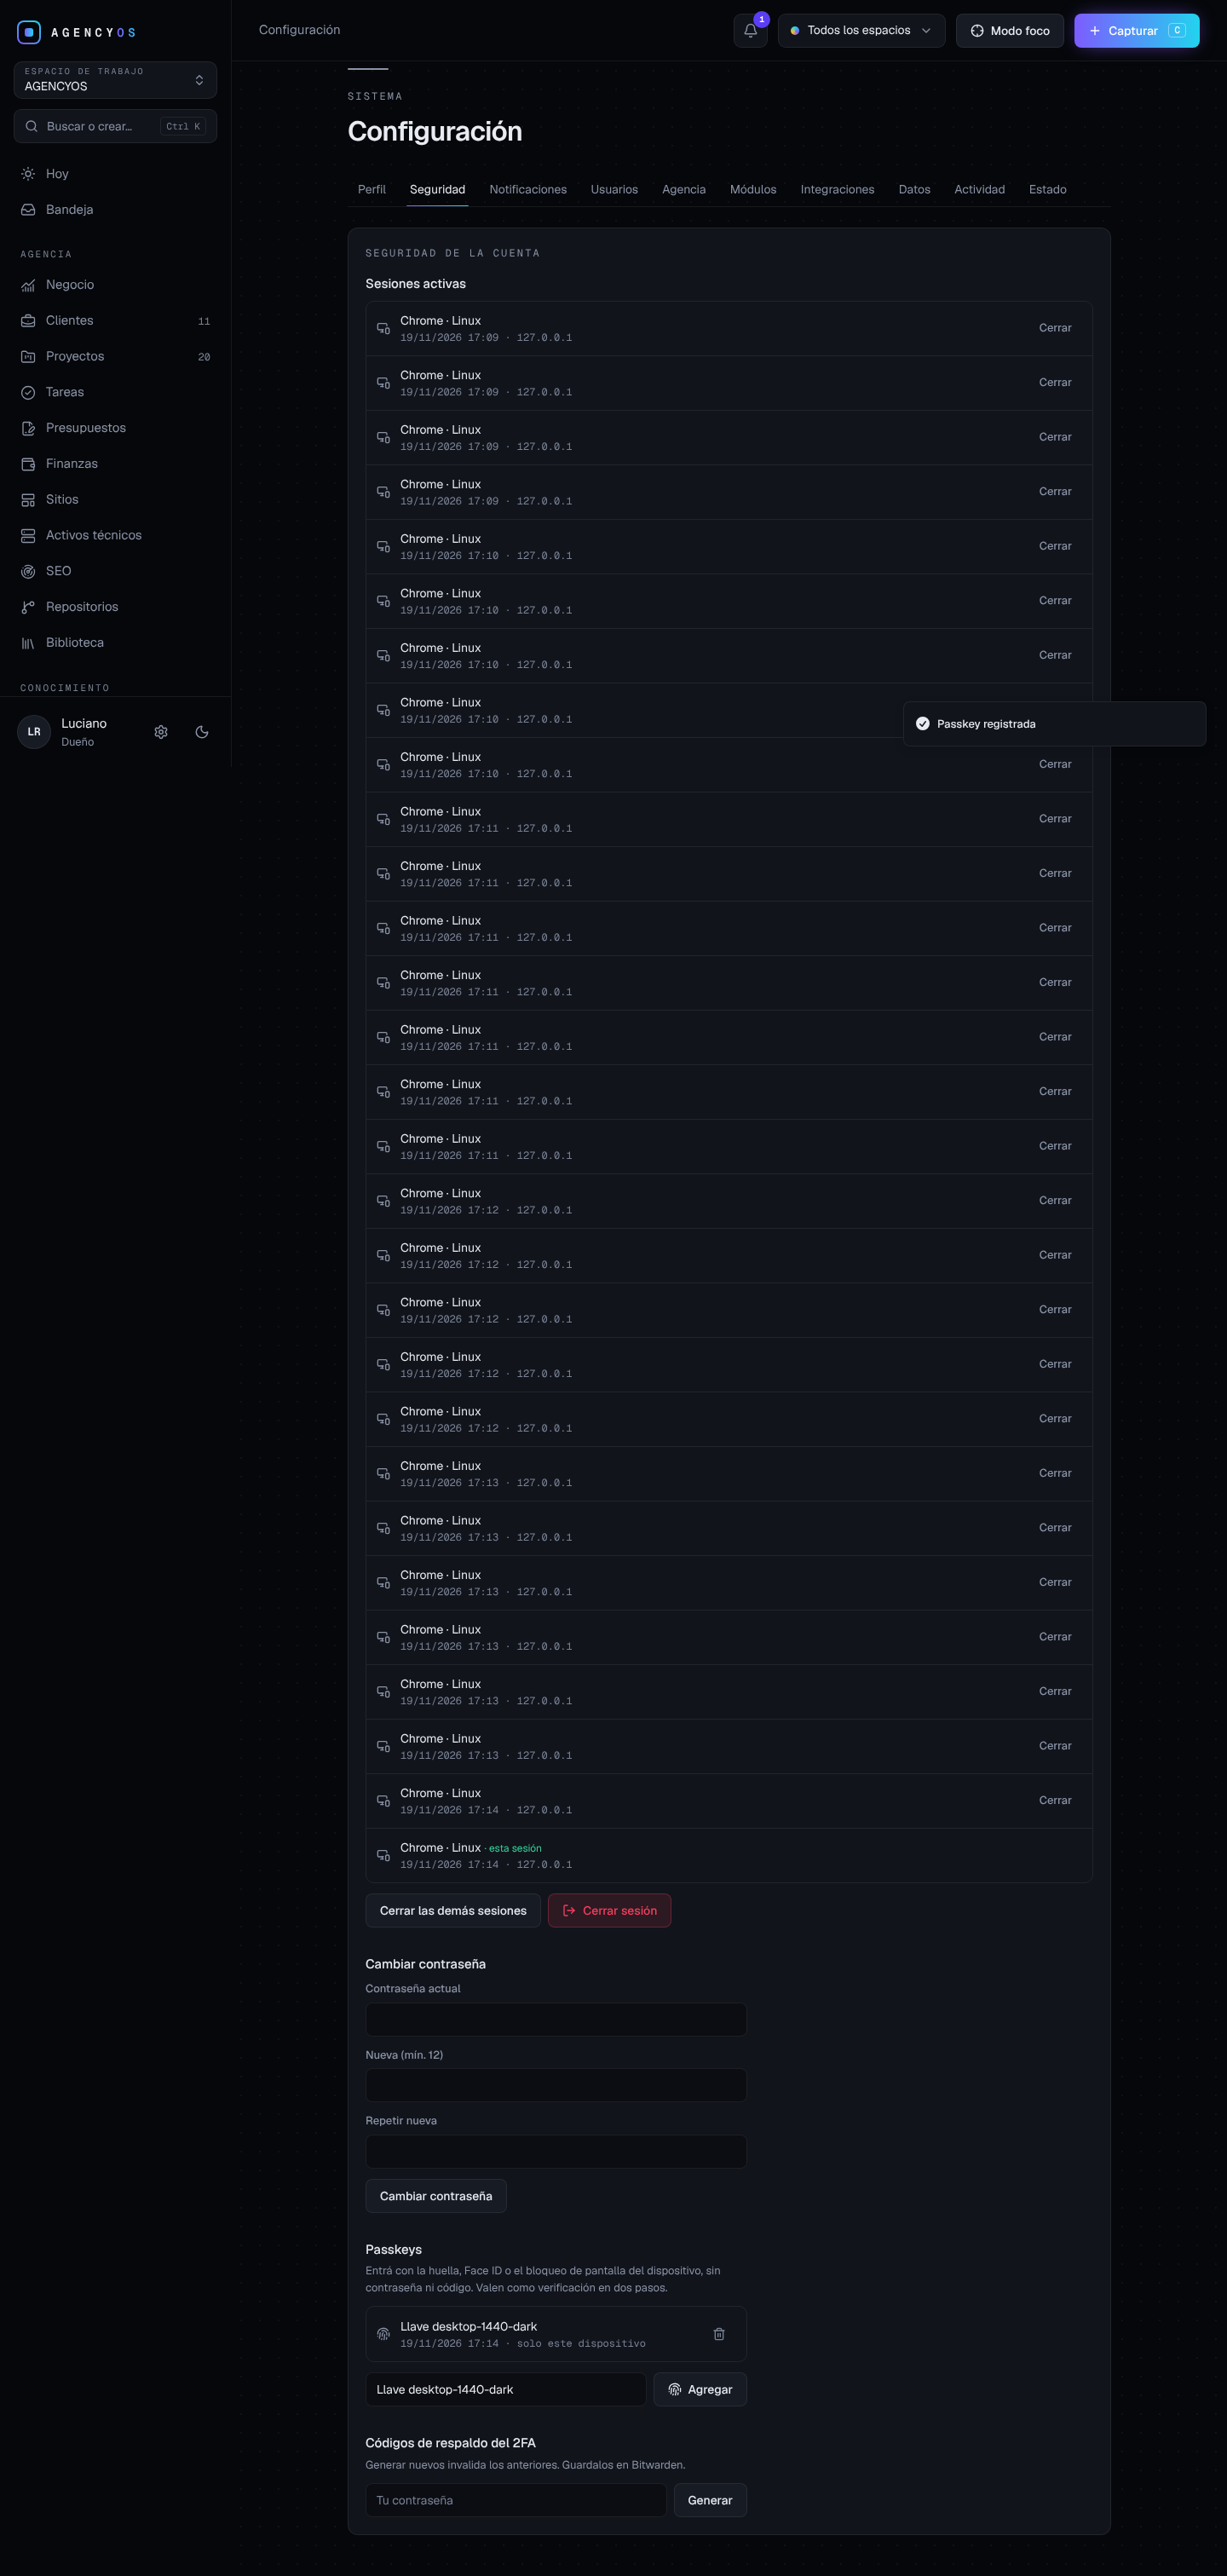 AGENCYOS
ESPACIO DE TRABAJO
AGENCYOS
Buscar o crear...
Ctrl K
Hoy
Bandeja
AGENCIA
Negocio
Clientes 11
Proyectos 20
Tareas
Presupuestos
Finanzas
Sitios
Activos técnicos
SEO
Repositorios
Biblioteca
CONOCIMIENTO
LR
Luciano
Dueño
Configuración
1
Todos los espacios
Modo foco
Capturar C
SISTEMA
Configuración
Perfil Seguridad Notificaciones Usuarios Agencia Módulos Integraciones Datos Actividad Estado
SEGURIDAD DE LA CUENTA
Sesiones activas
Chrome · Linux
19/11/2026 17:09 · 127.0.0.1
Cerrar
Chrome · Linux
19/11/2026 17:09 · 127.0.0.1
Cerrar
Chrome · Linux
19/11/2026 17:09 · 127.0.0.1
Cerrar
Chrome · Linux
19/11/2026 17:09 · 127.0.0.1
Cerrar
Chrome · Linux
19/11/2026 17:10 · 127.0.0.1
Cerrar
Chrome · Linux
19/11/2026 17:10 · 127.0.0.1
Cerrar
Chrome · Linux
19/11/2026 17:10 · 127.0.0.1
Cerrar
Chrome · Linux
19/11/2026 17:10 · 127.0.0.1
Passkey registrada
Chrome · Linux
19/11/2026 17:10 · 127.0.0.1
Cerrar
Chrome · Linux
19/11/2026 17:11 · 127.0.0.1
Cerrar
Chrome · Linux
19/11/2026 17:11 · 127.0.0.1
Cerrar
Chrome · Linux
19/11/2026 17:11 · 127.0.0.1
Cerrar
Chrome · Linux
19/11/2026 17:11 · 127.0.0.1
Cerrar
Chrome · Linux
19/11/2026 17:11 · 127.0.0.1
Cerrar
Chrome · Linux
19/11/2026 17:11 · 127.0.0.1
Cerrar
Chrome · Linux
19/11/2026 17:11 · 127.0.0.1
Cerrar
Chrome · Linux
19/11/2026 17:12 · 127.0.0.1
Cerrar
Chrome · Linux
19/11/2026 17:12 · 127.0.0.1
Cerrar
Chrome · Linux
19/11/2026 17:12 · 127.0.0.1
Cerrar
Chrome · Linux
19/11/2026 17:12 · 127.0.0.1
Cerrar
Chrome · Linux
19/11/2026 17:12 · 127.0.0.1
Cerrar
Chrome · Linux
19/11/2026 17:13 · 127.0.0.1
Cerrar
Chrome · Linux
19/11/2026 17:13 · 127.0.0.1
Cerrar
Chrome · Linux
19/11/2026 17:13 · 127.0.0.1
Cerrar
Chrome · Linux
19/11/2026 17:13 · 127.0.0.1
Cerrar
Chrome · Linux
19/11/2026 17:13 · 127.0.0.1
Cerrar
Chrome · Linux
19/11/2026 17:13 · 127.0.0.1
Cerrar
Chrome · Linux
19/11/2026 17:14 · 127.0.0.1
Cerrar
Chrome · Linux · esta sesión
19/11/2026 17:14 · 127.0.0.1
Cerrar las demás sesiones
Cerrar sesión
Cambiar contraseña
Contraseña actual
Nueva (mín. 12)
Repetir nueva
Cambiar contraseña
Passkeys
Entrá con la huella, Face ID o el bloqueo de pantalla del dispositivo, sin
contraseña ni código. Valen como verificación en dos pasos.
Llave desktop-1440-dark
19/11/2026 17:14 · solo este dispositivo
Llave desktop-1440-dark
Agregar
Códigos de respaldo del 2FA
Generar nuevos invalida los anteriores. Guardalos en Bitwarden.
Tu contraseña
Generar